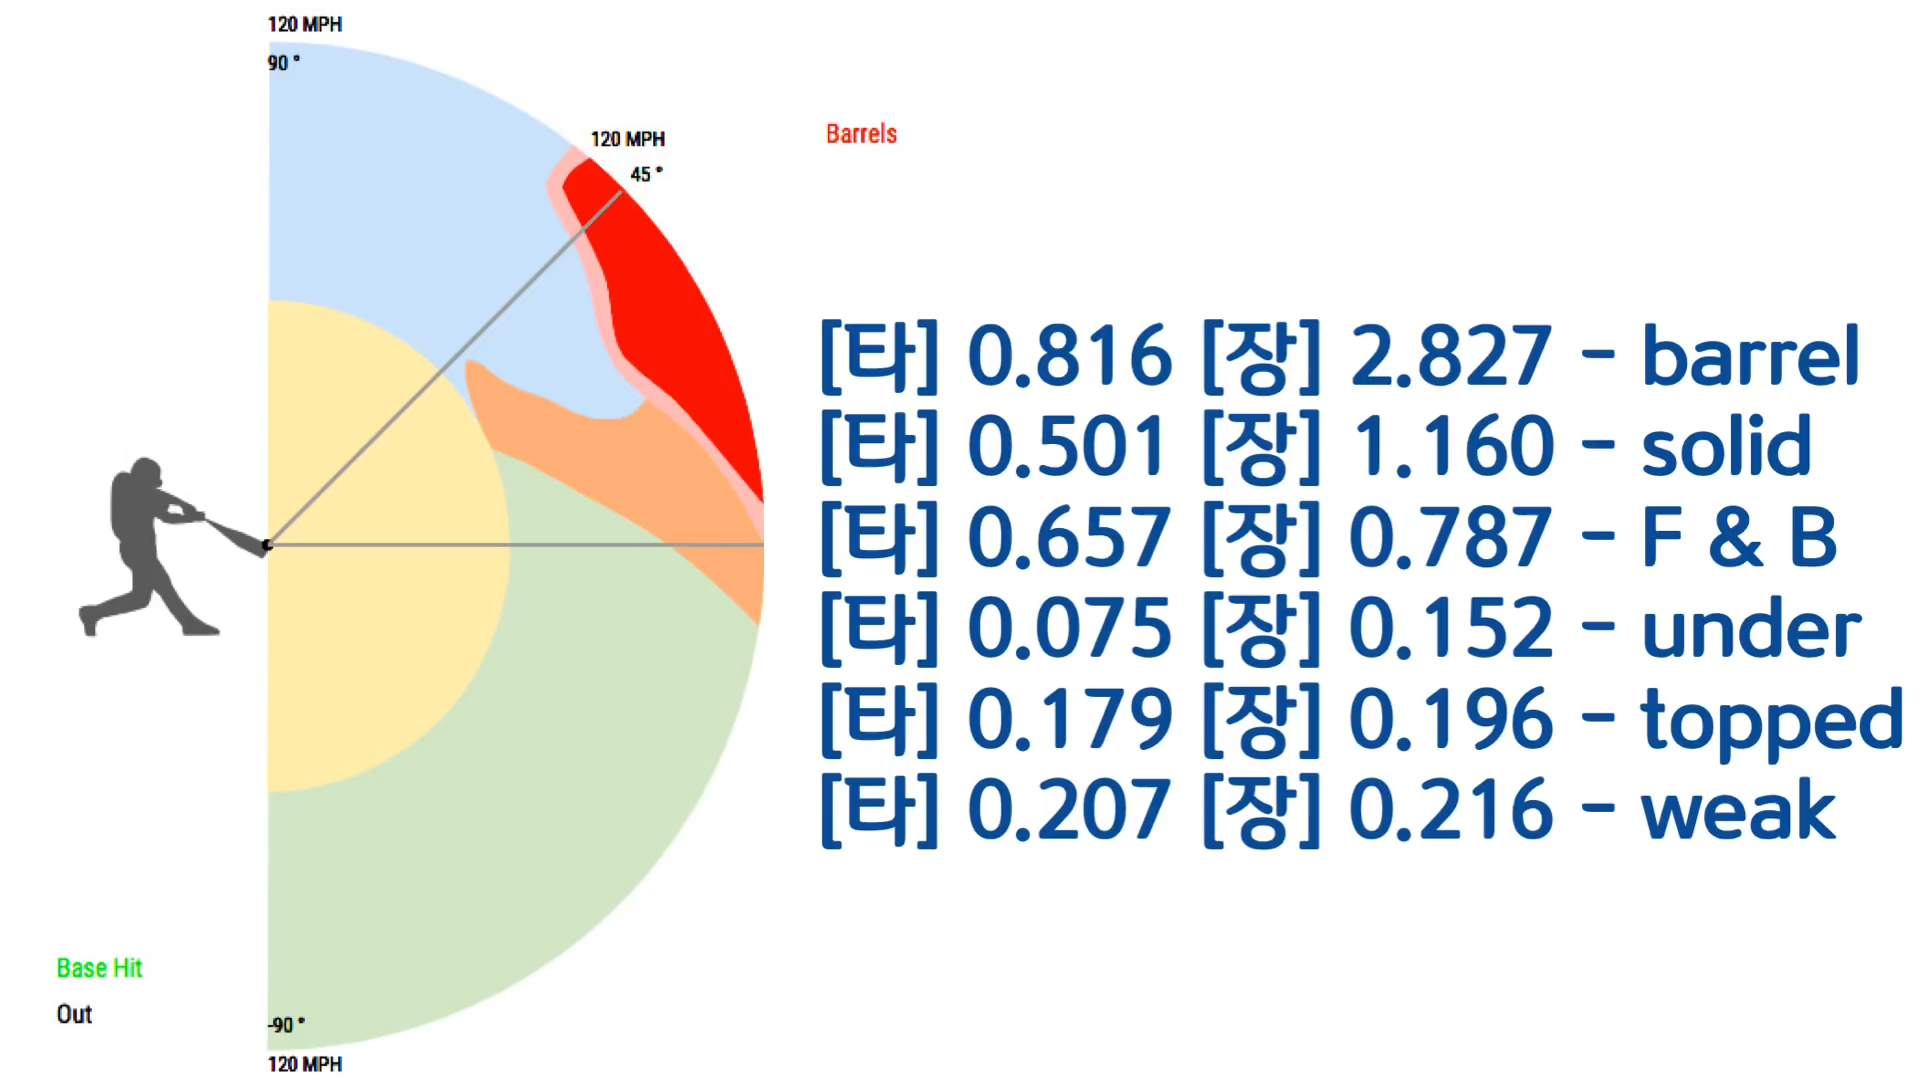 120 MPH
90 °
120 MPH
45 °
Barrels
[타] 0.816 [장] 2.827 - barrel
[타] 0.501 [장] 1.160 - solid
[타] 0.657 [장] 0.787 - F & B
[타] 0.075 [장] 0.152 - under
[타] 0.179 [장] 0.196 - topped
[타] 0.207 [장] 0.216 - weak
Base Hit
Out
-90 °
120 MPH